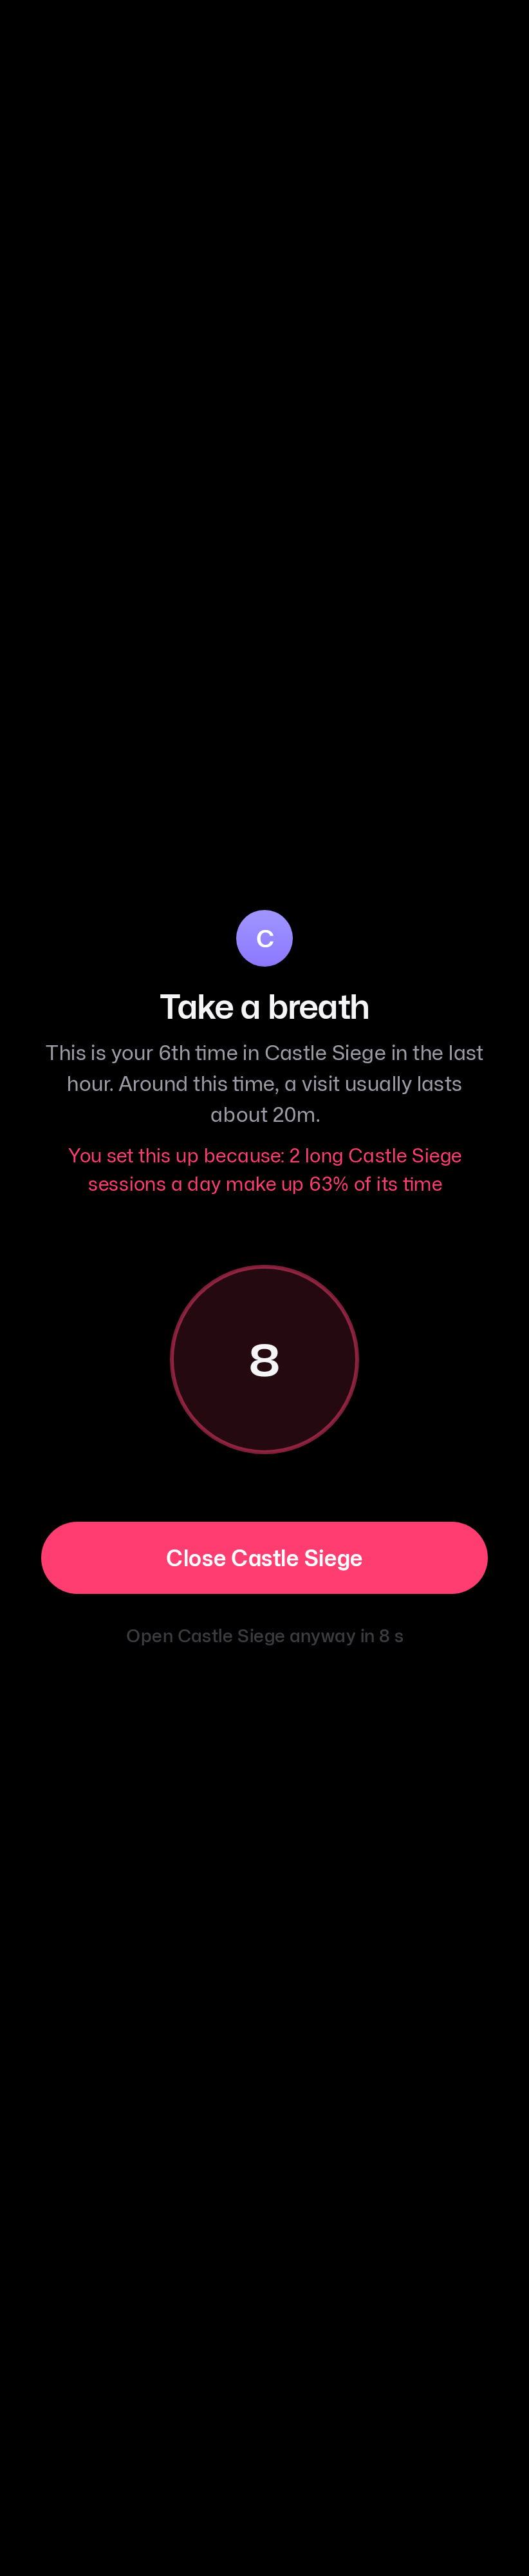 C
Take a breath
This is your 6th time in Castle Siege in the last
hour. Around this time, a visit usually lasts
about 20m.
You set this up because: 2 long Castle Siege
sessions a day make up 63% of its time
8
Close Castle Siege
Open Castle Siege anyway in 8 s